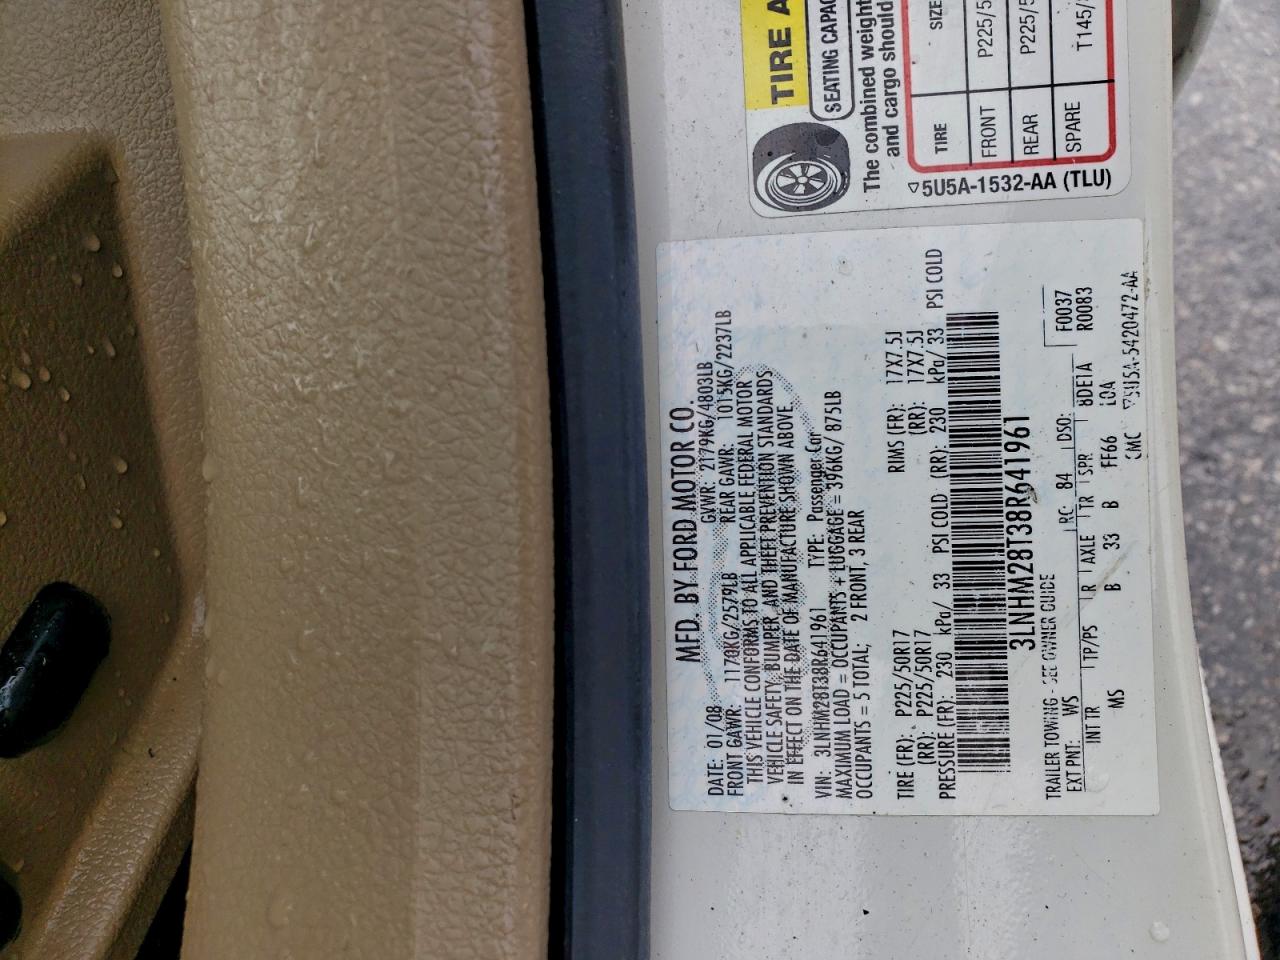 MFD. BY FORD MOTOR CO.
DATE: 01/08 GVWR: 2179KG/4803LB
FRONT GAWR: 1170KG/2579LB REAR GAWR: 1015KG/2237LB
THIS VEHICLE CONFORMS TO ALL APPLICABLE FEDERAL MOTOR
VEHICLE SAFETY, BUMPER, AND THEFT PREVENTION STANDARDS
IN EFFECT ON THE DATE OF MANUFACTURE SHOWN ABOVE.
VIN: 3LNHM28T38R641961 TYPE: Passenger Car
MAXIMUM LOAD = OCCUPANTS + LUGGAGE = 396KG/ 875LB
OCCUPANTS = 5 TOTAL; 2 FRONT, 3 REAR
TIRE (FR): P225/50R17 RIMS (FR): 17X7.5J
(RR): P225/50R17 (RR): 17X7.5J
PRESSURE (FR): 230 kPa/ 33 PSI COLD (RR): 230 kPa/ 33 PSI COLD
3LNHM28T38R641961
TRAILER TOWING - SEE OWNER GUIDE
EXT PNT: WS RC: 84 DSO: F0037
INT TR TP/PS R AXLE TR SPR 8DE1A R0083
MS B 33 B FF66 LOA
CMC ▽5U5A-5420472-AA
TIRE A
SEATING CAPAC
The combined weight
and cargo should
TIRE SIZE
FRONT P225/5
REAR P225/5
SPARE T145/
▽5U5A-1532-AA (TLU)